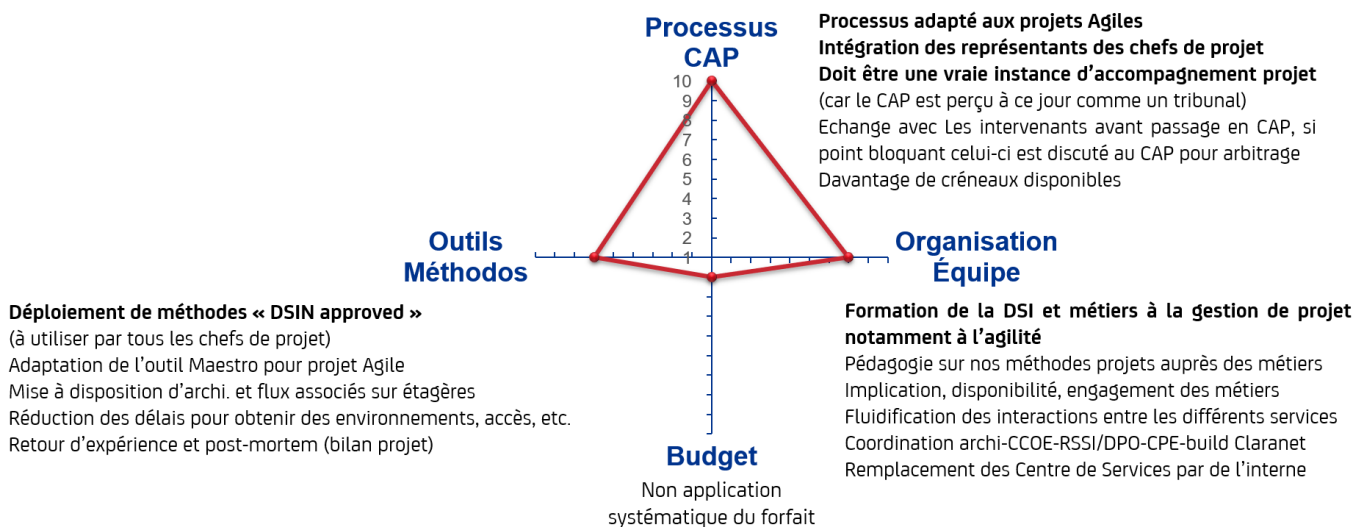 Processus
CAP
Processus adapté aux projets Agiles
Intégration des représentants des chefs de projet
Doit être une vraie instance d'accompagnement projet
(car le CAP est perçu à ce jour comme un tribunal)
Echange avec Les intervenants avant passage en CAP, si
point bloquant celui-ci est discuté au CAP pour arbitrage
Davantage de créneaux disponibles
10
9
8
7
6
5
4
3
2
1
Outils
Méthodos
Organisation
Équipe
Déploiement de méthodes « DSIN approved »
(à utiliser par tous les chefs de projet)
Adaptation de l'outil Maestro pour projet Agile
Mise à disposition d'archi. et flux associés sur étagères
Réduction des délais pour obtenir des environnements, accès, etc.
Retour d'expérience et post-mortem (bilan projet)
Formation de la DSI et métiers à la gestion de projet
notamment à l'agilité
Pédagogie sur nos méthodes projets auprès des métiers
Implication, disponibilité, engagement des métiers
Fluidification des interactions entre les différents services
Coordination archi-CCOE-RSSI/DPO-CPE-build Claranet
Remplacement des Centre de Services par de l'interne
Budget
Non application
systématique du forfait